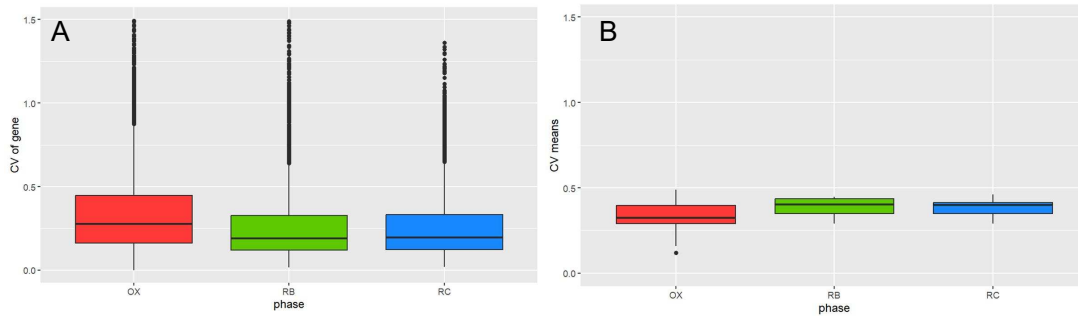 A
1.5
1.0
0.5
0.0
CV of gene
OX RB RC
phase
B
1.5
1.0
0.5
0.0
CV means
OX RB RC
phase